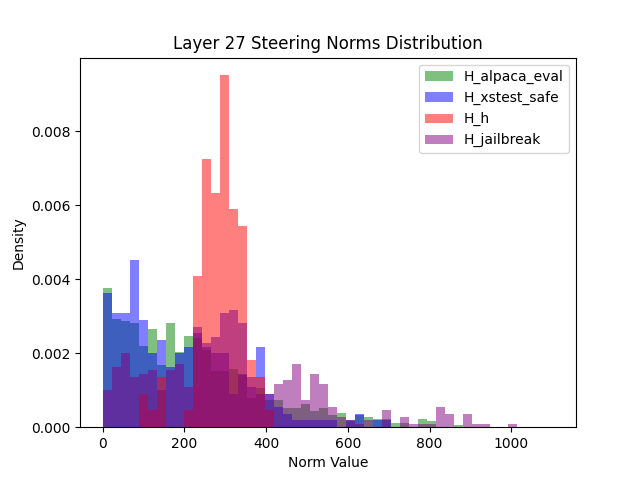 Layer 27 Steering Norms Distribution
H_alpaca_eval
H_xstest_safe
H_h
H_jailbreak
0.008
0.006
0.004
0.002
0.000
Density
0 200 400 600 800 1000
Norm Value